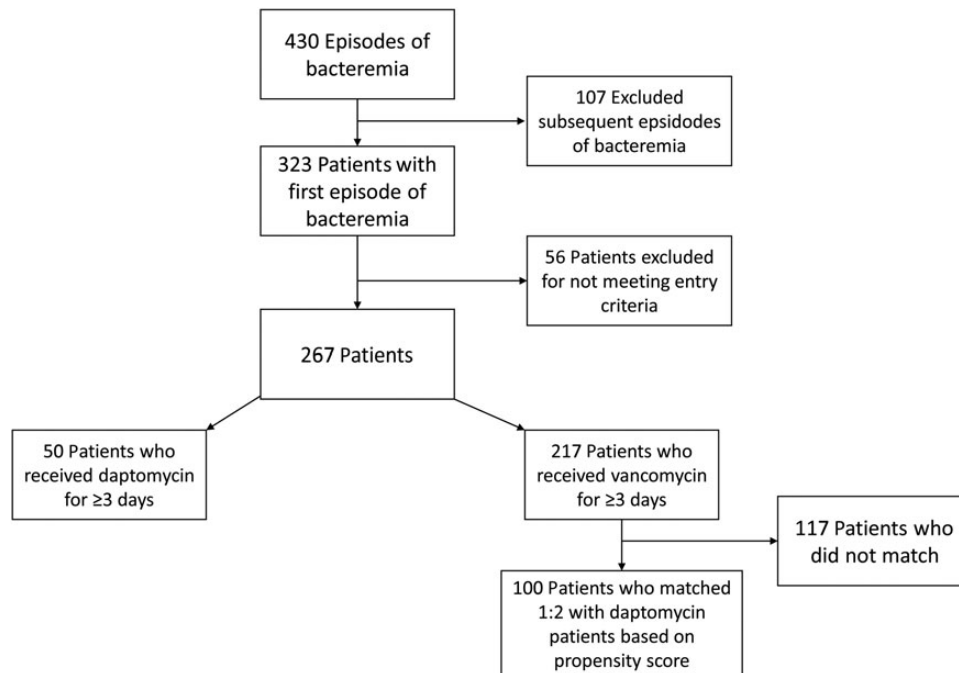 430 Episodes of
bacteremia
107 Excluded
subsequent epsidodes
of bacteremia
323 Patients with
first episode of
bacteremia
56 Patients excluded
for not meeting entry
criteria
267 Patients
50 Patients who
received daptomycin
for ≥3 days
217 Patients who
received vancomycin
for ≥3 days
117 Patients who
did not match
100 Patients who matched
1:2 with daptomycin
patients based on
propensity score